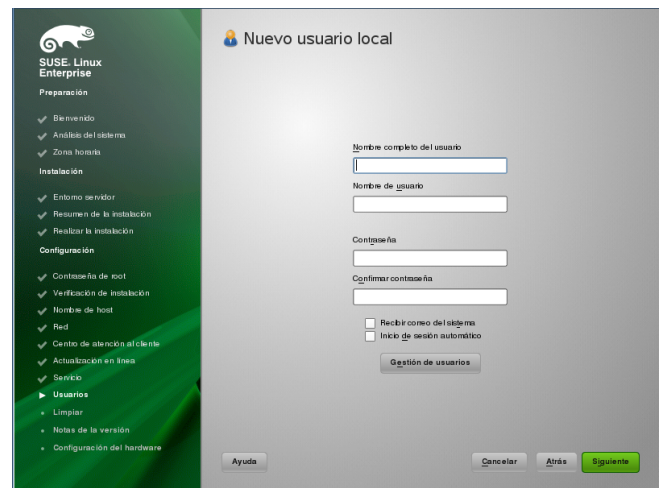 SUSE. Linux
Enterprise
Preparación
Bienvenido
Análisis del sistema
Zona horaria
Instalación
Entorno servidor
Resumen de la instalación
Realizar la instalación
Configuración
Contraseña de root
Verificación de instalación
Nombre de host
Red
Centro de atención al cliente
Actualización en línea
Servicio
Usuarios
Limpiar
Notas de la versión
Configuración del hardware
Nuevo usuario local
Nombre completo del usuario
Nombre de usuario
Contraseña
Confirmar contraseña
Recibir correo del sistema
Inicio de sesión automático
Gestión de usuarios
Ayuda
Cancelar
Atrás
Siguiente